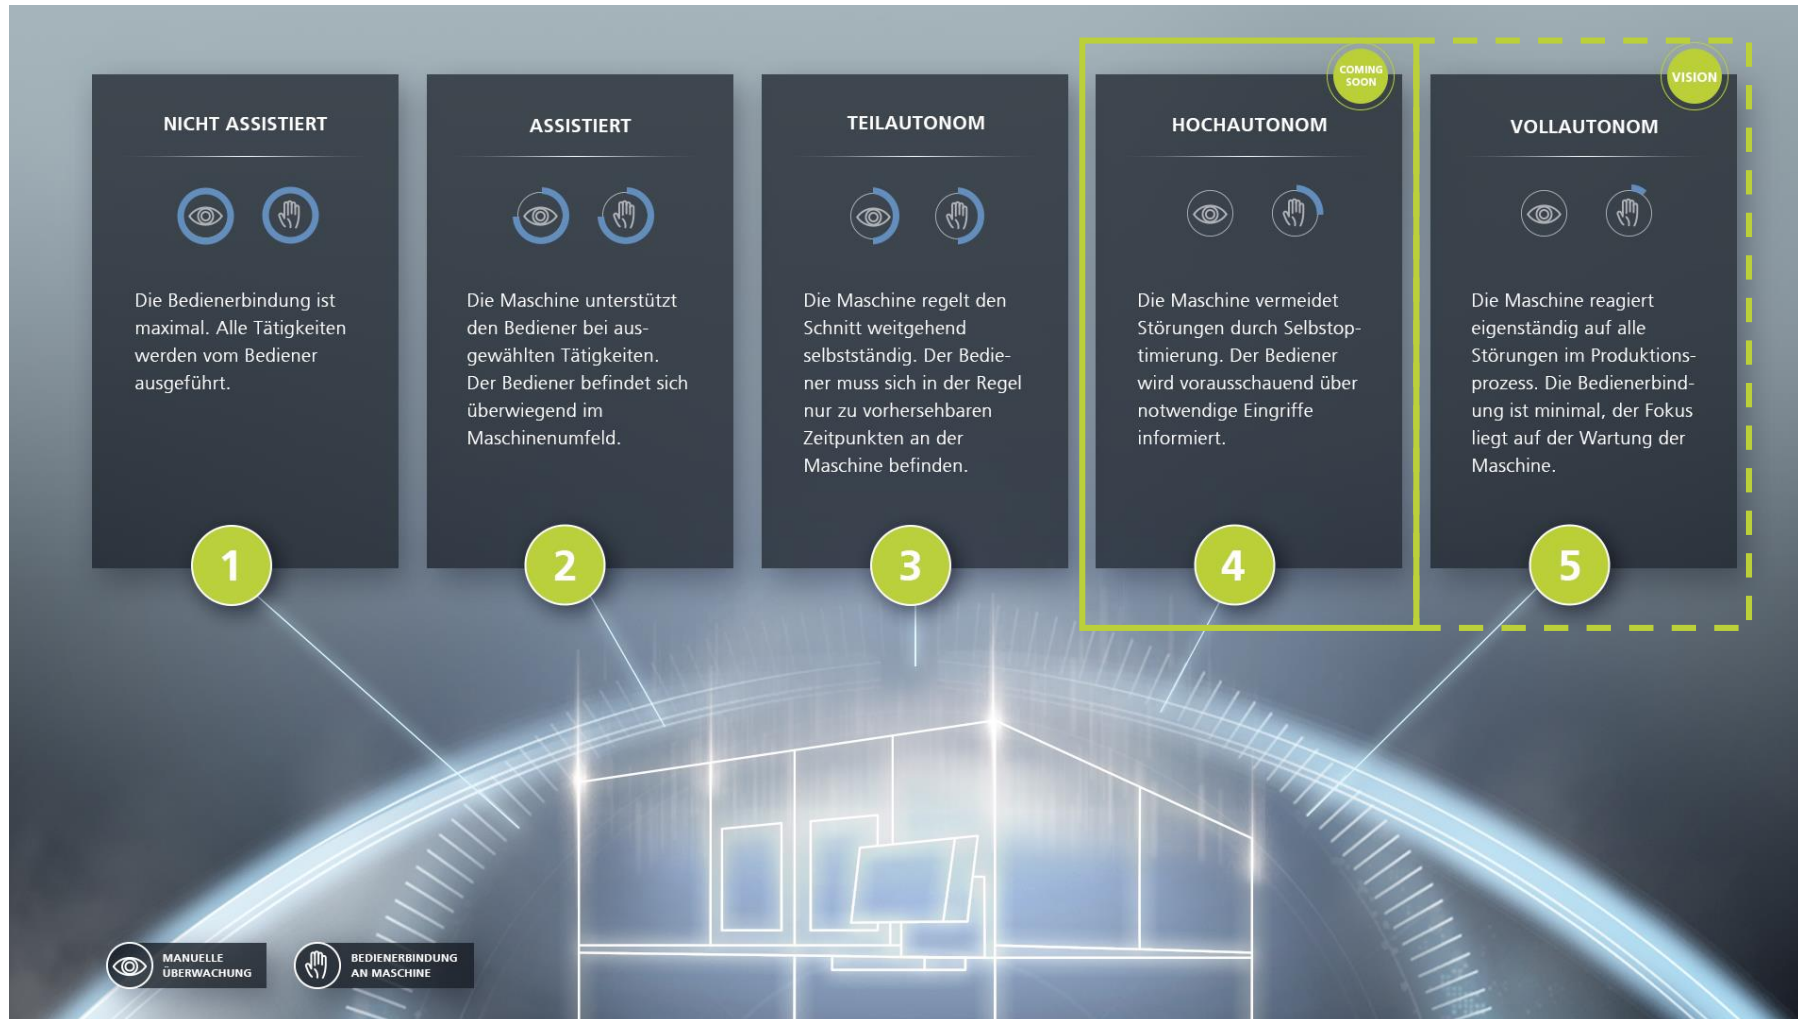 NICHT ASSISTIERT
Die Bedienerbindung ist
maximal. Alle Tätigkeiten
werden vom Bediener
ausgeführt.
1
ASSISTIERT
Die Maschine unterstützt
den Bediener bei aus-
gewählten Tätigkeiten.
Der Bediener befindet sich
überwiegend im
Maschinenumfeld.
2
TEILAUTONOM
Die Maschine regelt den
Schnitt weitgehend
selbstständig. Der Bedie-
ner muss sich in der Regel
nur zu vorhersehbaren
Zeitpunkten an der
Maschine befinden.
3
COMING
SOON
HOCHAUTONOM
Die Maschine vermeidet
Störungen durch Selbstop-
timierung. Der Bediener
wird vorausschauend über
notwendige Eingriffe
informiert.
4
VISION
VOLLAUTONOM
Die Maschine reagiert
eigenständig auf alle
Störungen im Produktions-
prozess. Die Bedienerbind-
ung ist minimal, der Fokus
liegt auf der Wartung der
Maschine.
5
MANUELLE
ÜBERWACHUNG
BEDIENERBINDUNG
AN MASCHINE